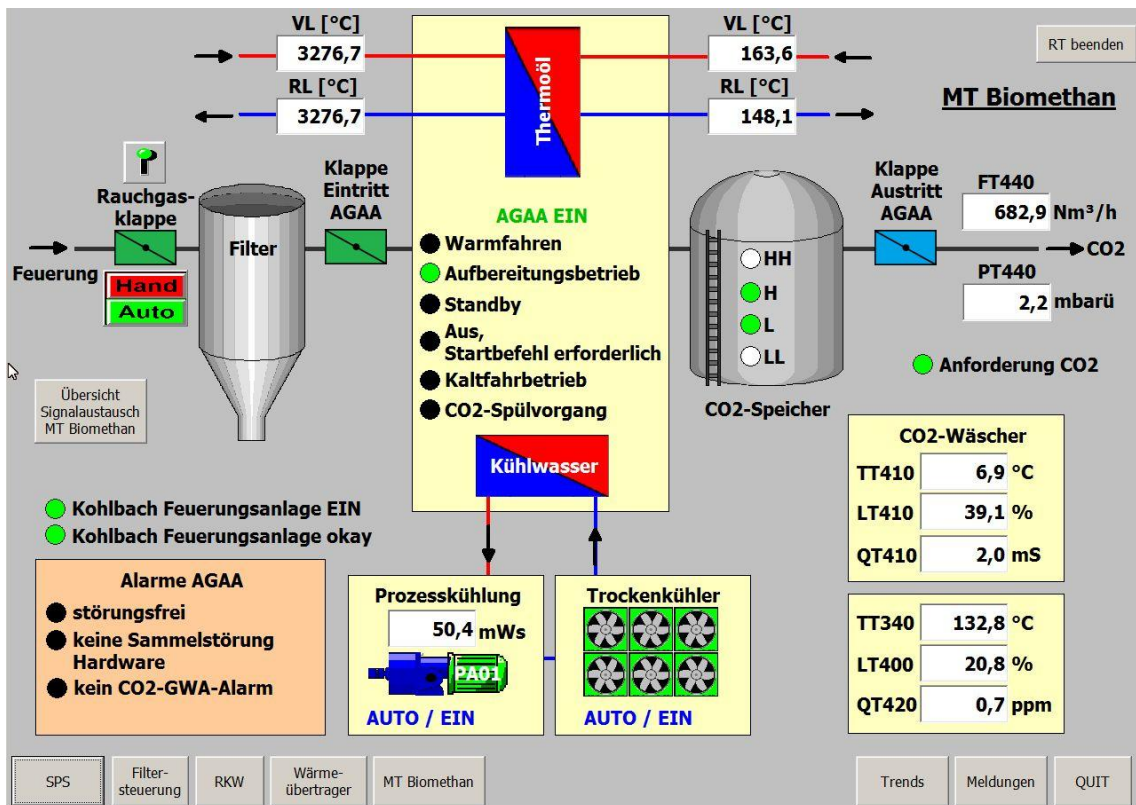 VL [°C]
3276,7
RL [°C]
3276,7
Thermoöl
VL [°C]
163,6
RL [°C]
148,1
RT beenden
MT Biomethan
Rauchgas-
klappe
Feuerung
Hand
Auto
Filter
Klappe
Eintritt
AGAA
AGAA EIN
Warmfahren
Aufbereitungsbetrieb
Standby
Aus,
Startbefehl erforderlich
Kaltfahrbetrieb
CO2-Spülvorgang
Kühlwasser
HH
H
L
LL
CO2-Speicher
Klappe
Austritt
AGAA
FT440
682,9 Nm³/h
CO2
PT440
2,2 mbarü
Anforderung CO2
Übersicht
Signalaustausch
MT Biomethan
Kohlbach Feuerungsanlage EIN
Kohlbach Feuerungsanlage okay
Alarme AGAA
störungsfrei
keine Sammelstörung
Hardware
kein CO2-GWA-Alarm
Prozesskühlung
50,4 mWs
PA01
AUTO / EIN
Trockenkühler
AUTO / EIN
CO2-Wäscher
TT410 6,9 °C
LT410 39,1 %
QT410 2,0 mS
TT340 132,8 °C
LT400 20,8 %
QT420 0,7 ppm
SPS
Filter-
steuerung
RKW
Wärme-
übertrager
MT Biomethan
Trends
Meldungen
QUIT